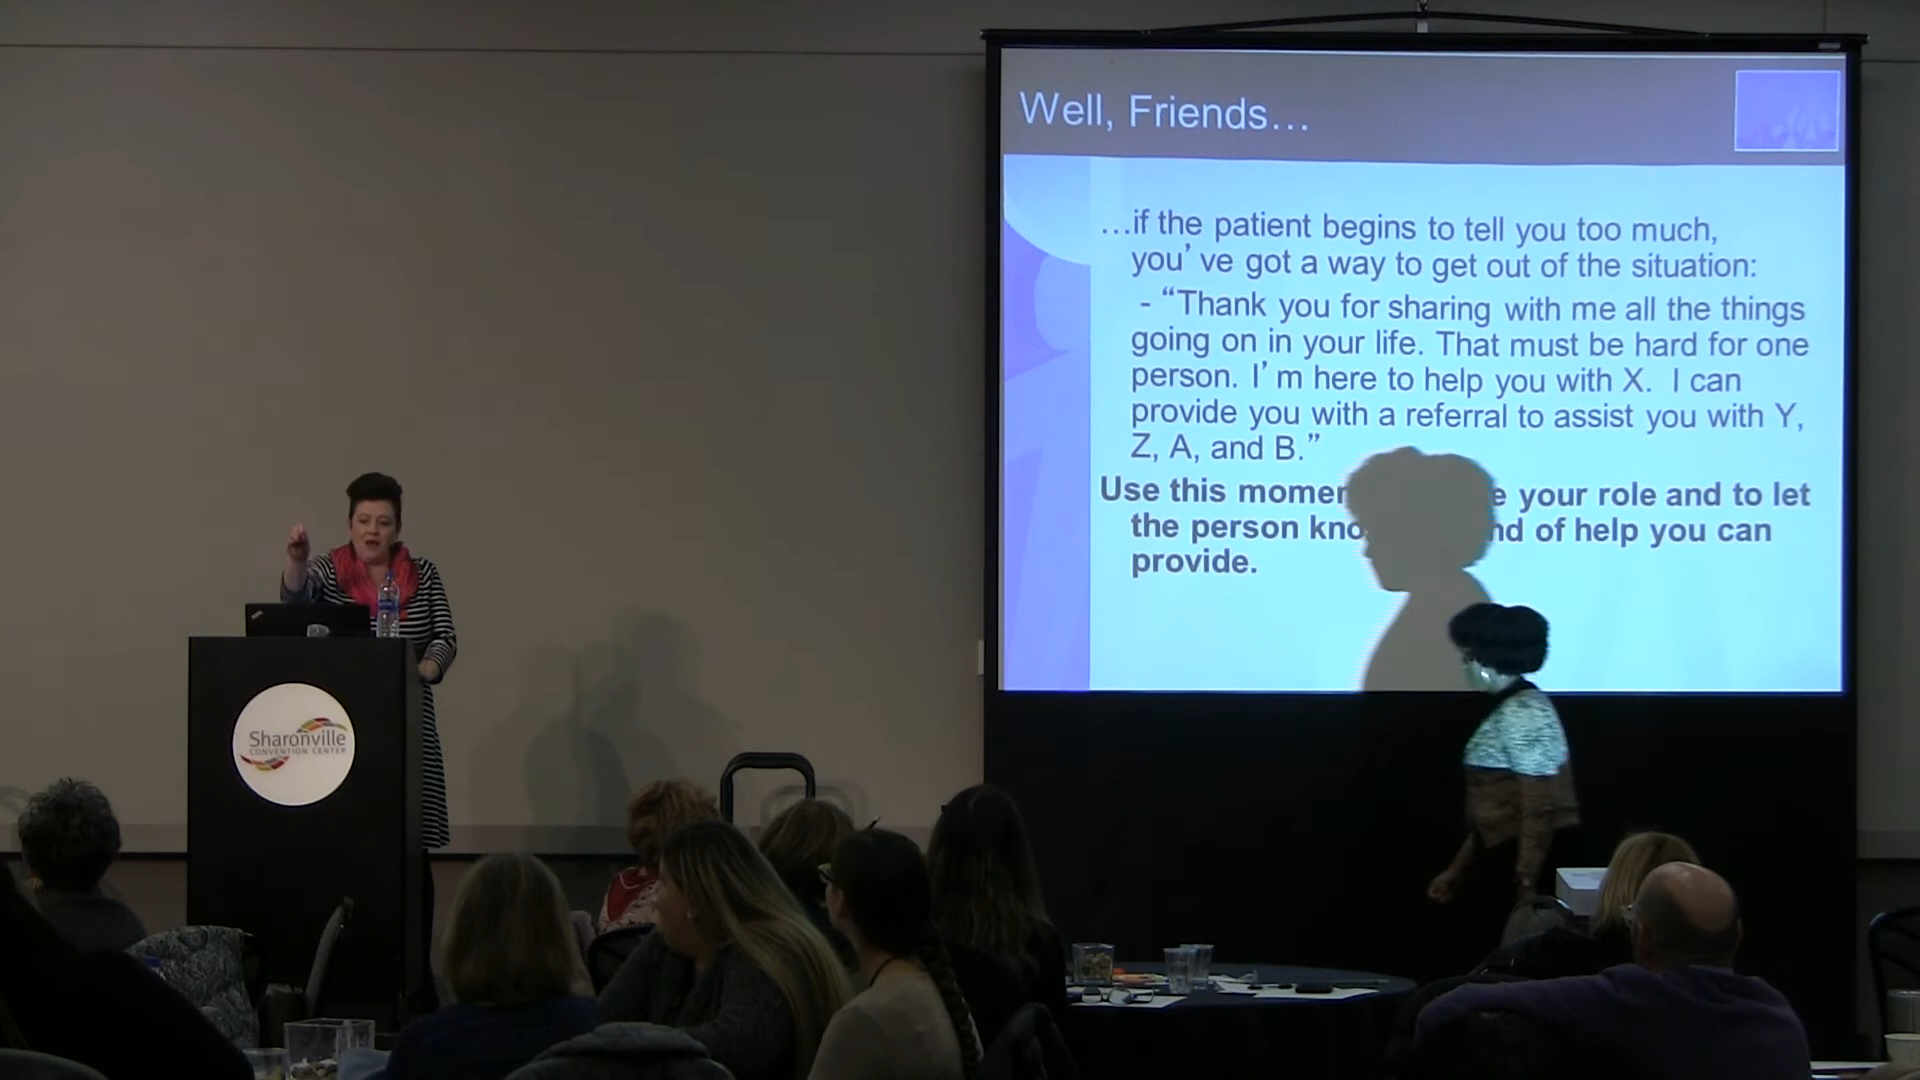 Well, Friends...
...if the patient begins to tell you too much,
you've got a way to get out of the situation:
- “Thank you for sharing with me all the things
going on in your life. That must be hard for one
person. I'm here to help you with X. I can
provide you with a referral to assist you with Y,
Z, A, and B.”
Use this your role and to let
the person of help you can
provide.
Sharonville
CONVENTION CENTER